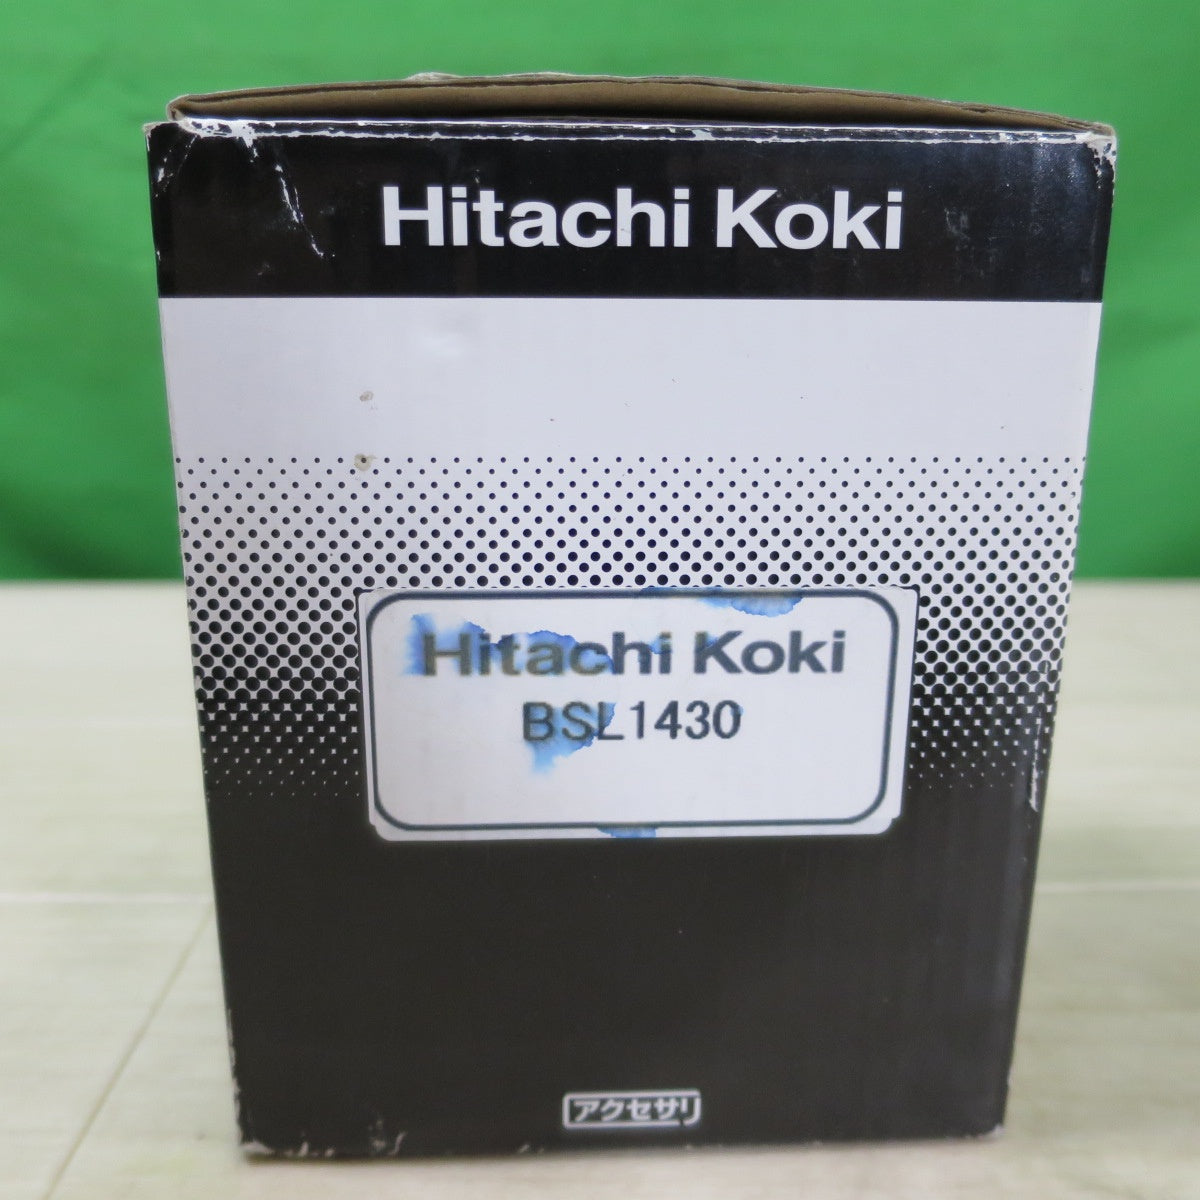 Hitachi Koki
Hitachi Koki
BSL1430
アクセサリ